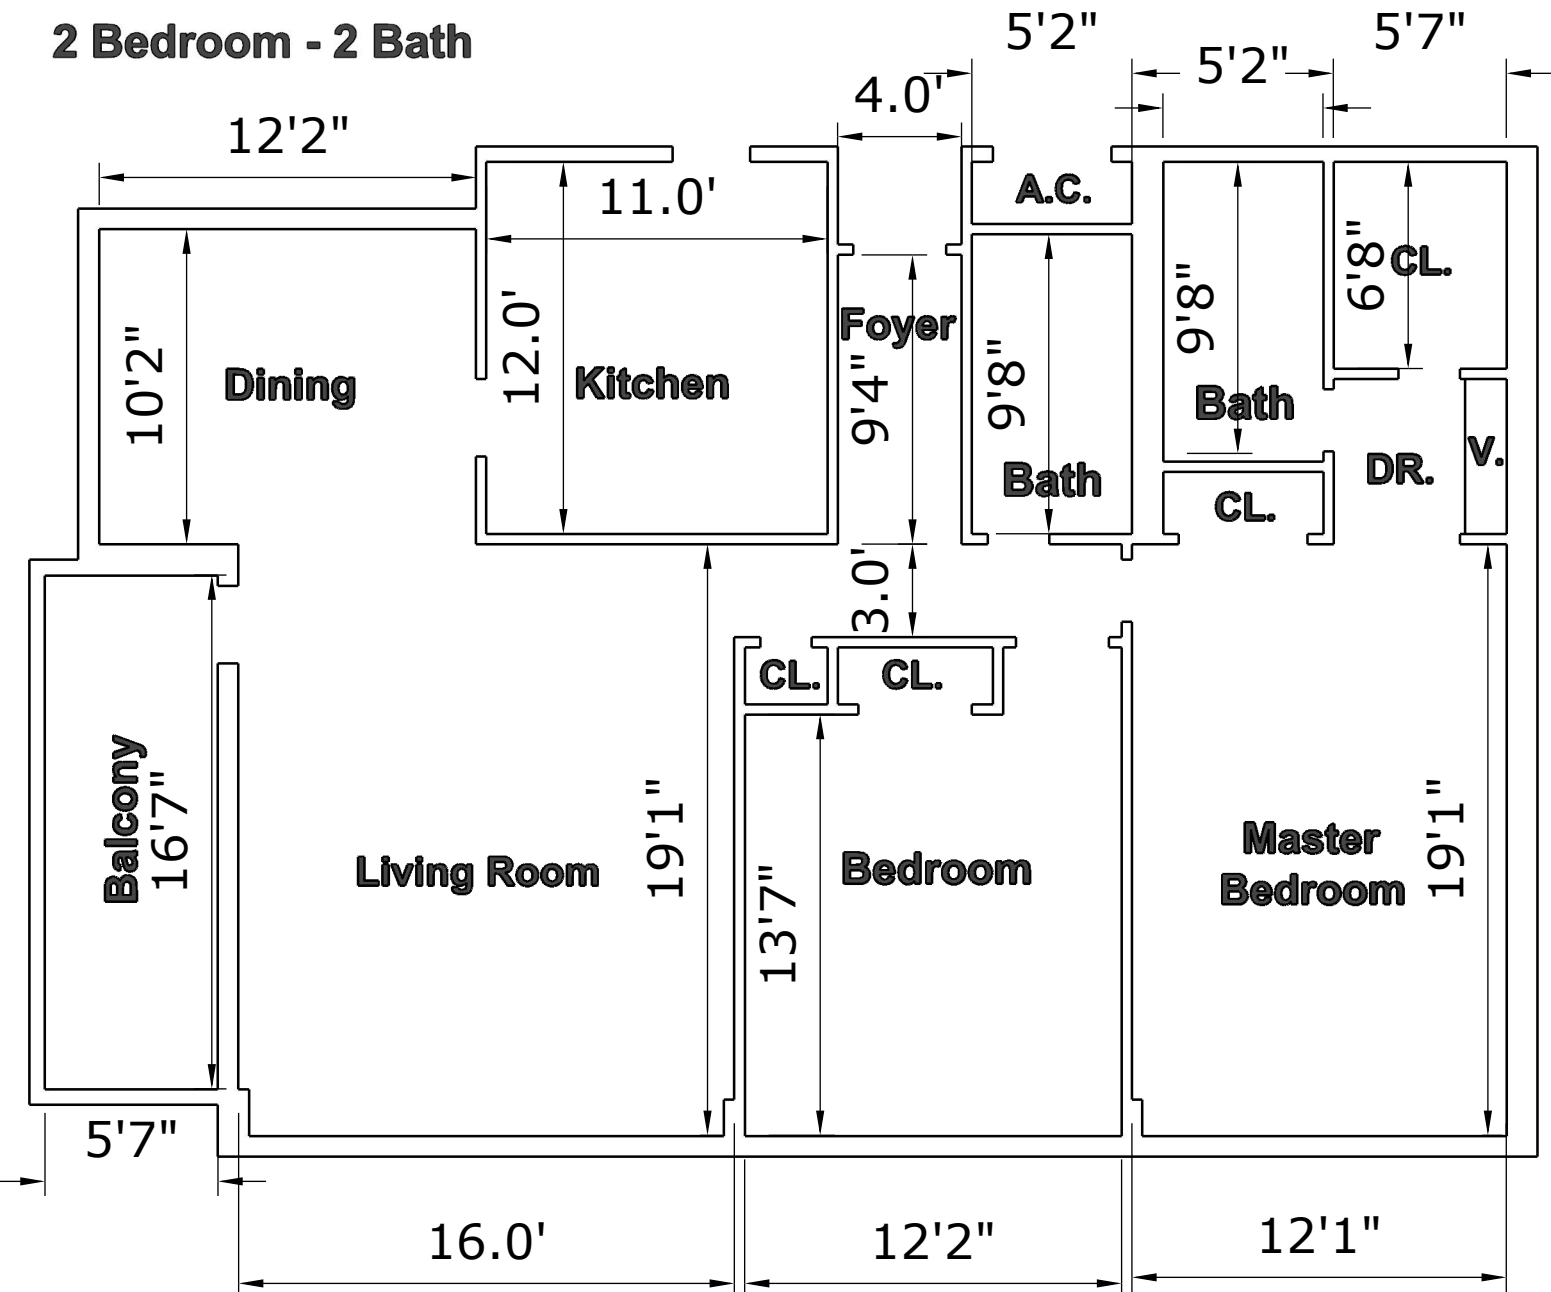 2 Bedroom - 2 Bath
5'2"
5'7"
5'2"
4.0'
12'2"
11.0'
A.C.
6'8"
CL.
9'8"
12.0'
Foyer
10'2"
Dining
Kitchen
9'4"
9'8"
Bath
V.
DR.
Bath
CL.
3.0'
CL.
CL.
Balcony
16'7"
Living Room
19'1"
Bedroom
13'7"
Master
Bedroom
19'1"
5'7"
16.0'
12'2"
12'1"